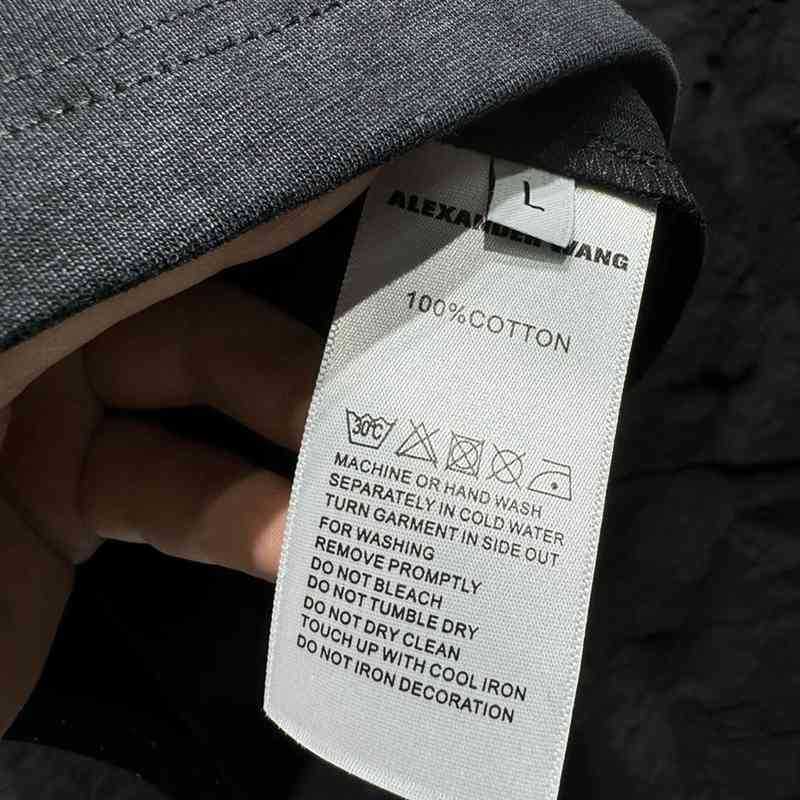 L
ALEXANDER WANG
100%COTTON
30°C
MACHINE OR HAND WASH
SEPARATELY IN COLD WATER
TURN GARMENT IN SIDE OUT
FOR WASHING
REMOVE PROMPTLY
DO NOT BLEACH
DO NOT TUMBLE DRY
DO NOT DRY CLEAN
TOUCH UP WITH COOL IRON
DO NOT IRON DECORATION